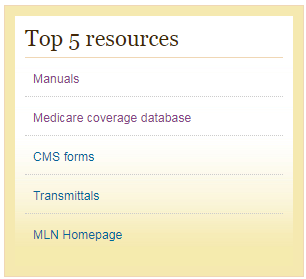 Top 5 resources
Manuals
Medicare coverage database
CMS forms
Transmittals
MLN Homepage